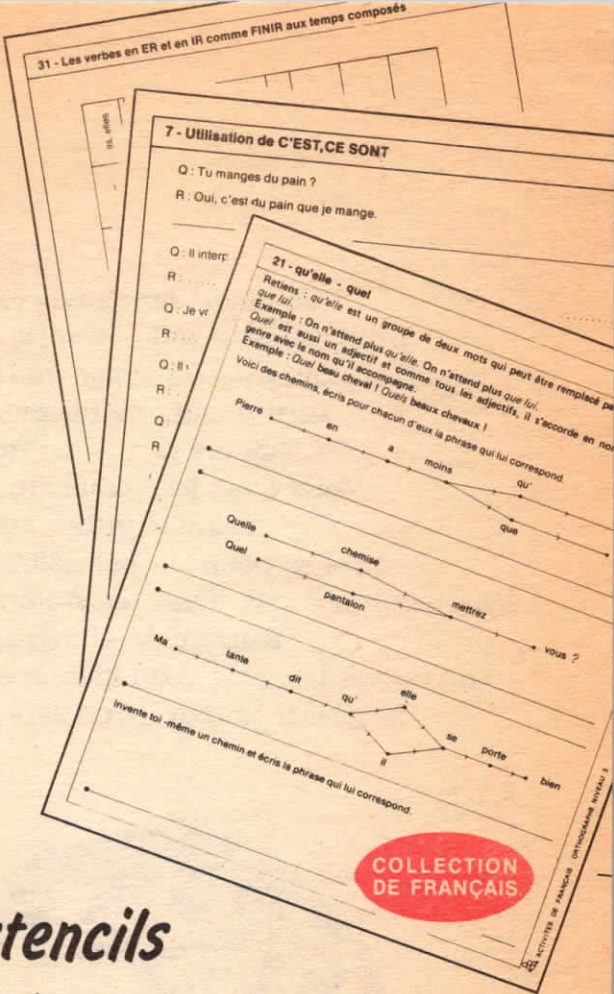 31 - Les verbes en ER et en IR comme FINIR aux temps composés
ils, elles
7 - Utilisation de C'EST,CE SONT
Q : Tu manges du pain ?
R : Oui, c'est du pain que je mange.
Q : Il interp
R :
Q : Je
R :
Q : Il
R :
Q :
R
21 - qu'elle - quel
Retiens : qu'elle est un groupe de deux mots qui peut être remplacé
que lui.
Exemple : On n'attend plus qu'elle. On n'attend plus que lui.
Quel est aussi un adjectif et comme tous les adjectifs, il s'accorde en
genre avec le nom qu'il accompagne.
Exemple : Quel beau cheval ! Quels beaux chevaux !
Voici des chemins, écris pour chacun d'eux la phrase qui lui correspond.
Pierre en a moins qu'
que
Quelle chemise
Quel pantalon mettrez vous ?
Ma tante dit qu' elle se porte bien
il
Invente toi-même un chemin et écris la phrase qui lui correspond.
ACTIVITES DE FRANCAIS ORTHOGRAPHE NIVEAU 3
COLLECTION
DE FRANÇAIS
tencils